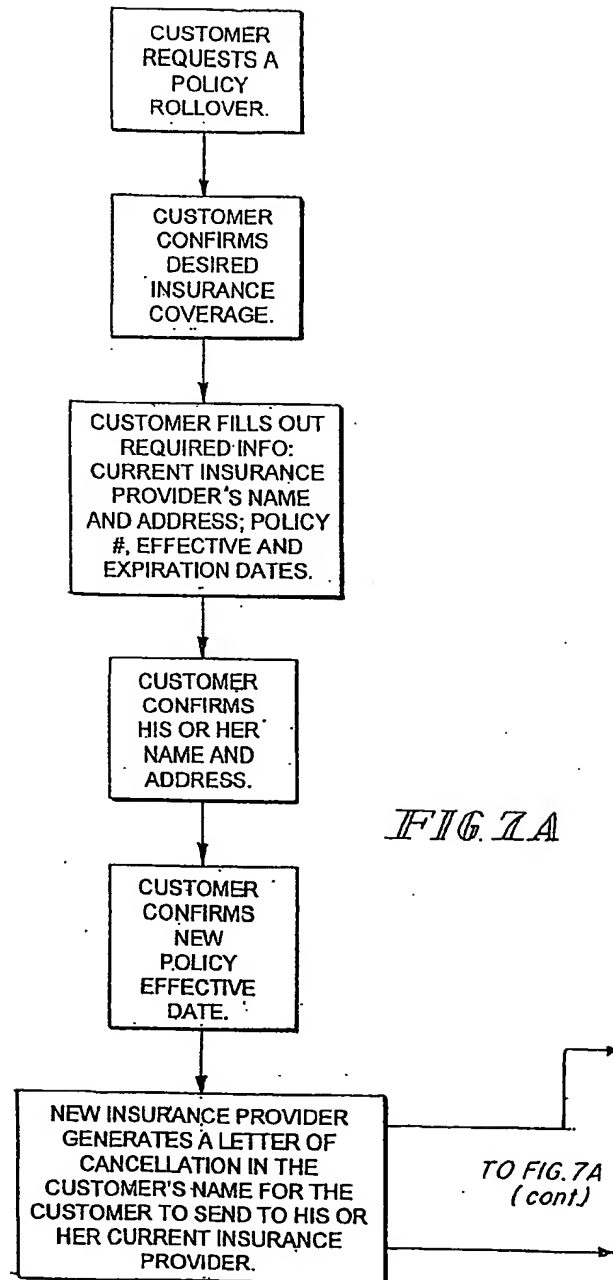 CUSTOMER
REQUESTS A
POLICY
ROLLOVER.
CUSTOMER
CONFIRMS
DESIRED
INSURANCE
COVERAGE.
CUSTOMER FILLS OUT
REQUIRED INFO:
CURRENT INSURANCE
PROVIDER'S NAME
AND ADDRESS; POLICY
#, EFFECTIVE AND
EXPIRATION DATES.
CUSTOMER
CONFIRMS
HIS OR HER
NAME AND
ADDRESS.
FIG. 7A
CUSTOMER
CONFIRMS
NEW
POLICY
EFFECTIVE
DATE.
NEW INSURANCE PROVIDER
GENERATES A LETTER OF
CANCELLATION IN THE
CUSTOMER'S NAME FOR THE
CUSTOMER TO SEND TO HIS OR
HER CURRENT INSURANCE
PROVIDER.
TO FIG. 7A
(cont.)